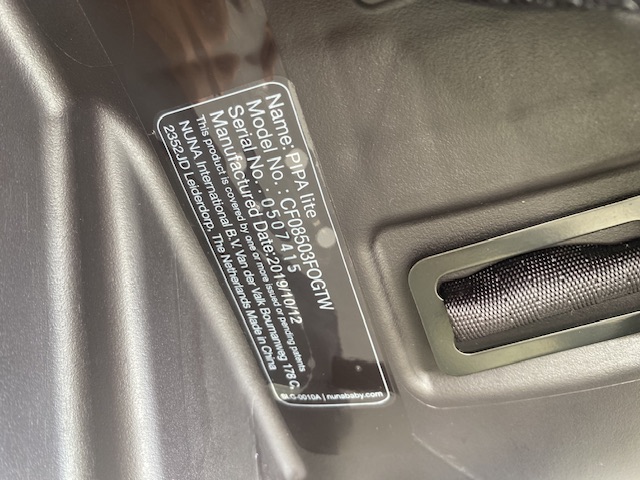 Name: PIPA lite
Model No.: CF08503FOGTW
Serial No.: 0507415
Manufactured Date: 2019/10/12
This product is covered by one or more issued or pending patents
NUNA International B.V. Van der Valk Boumanweg 178 C,
2352JD Leiderdorp, The Netherlands Made in China
nunababy.com